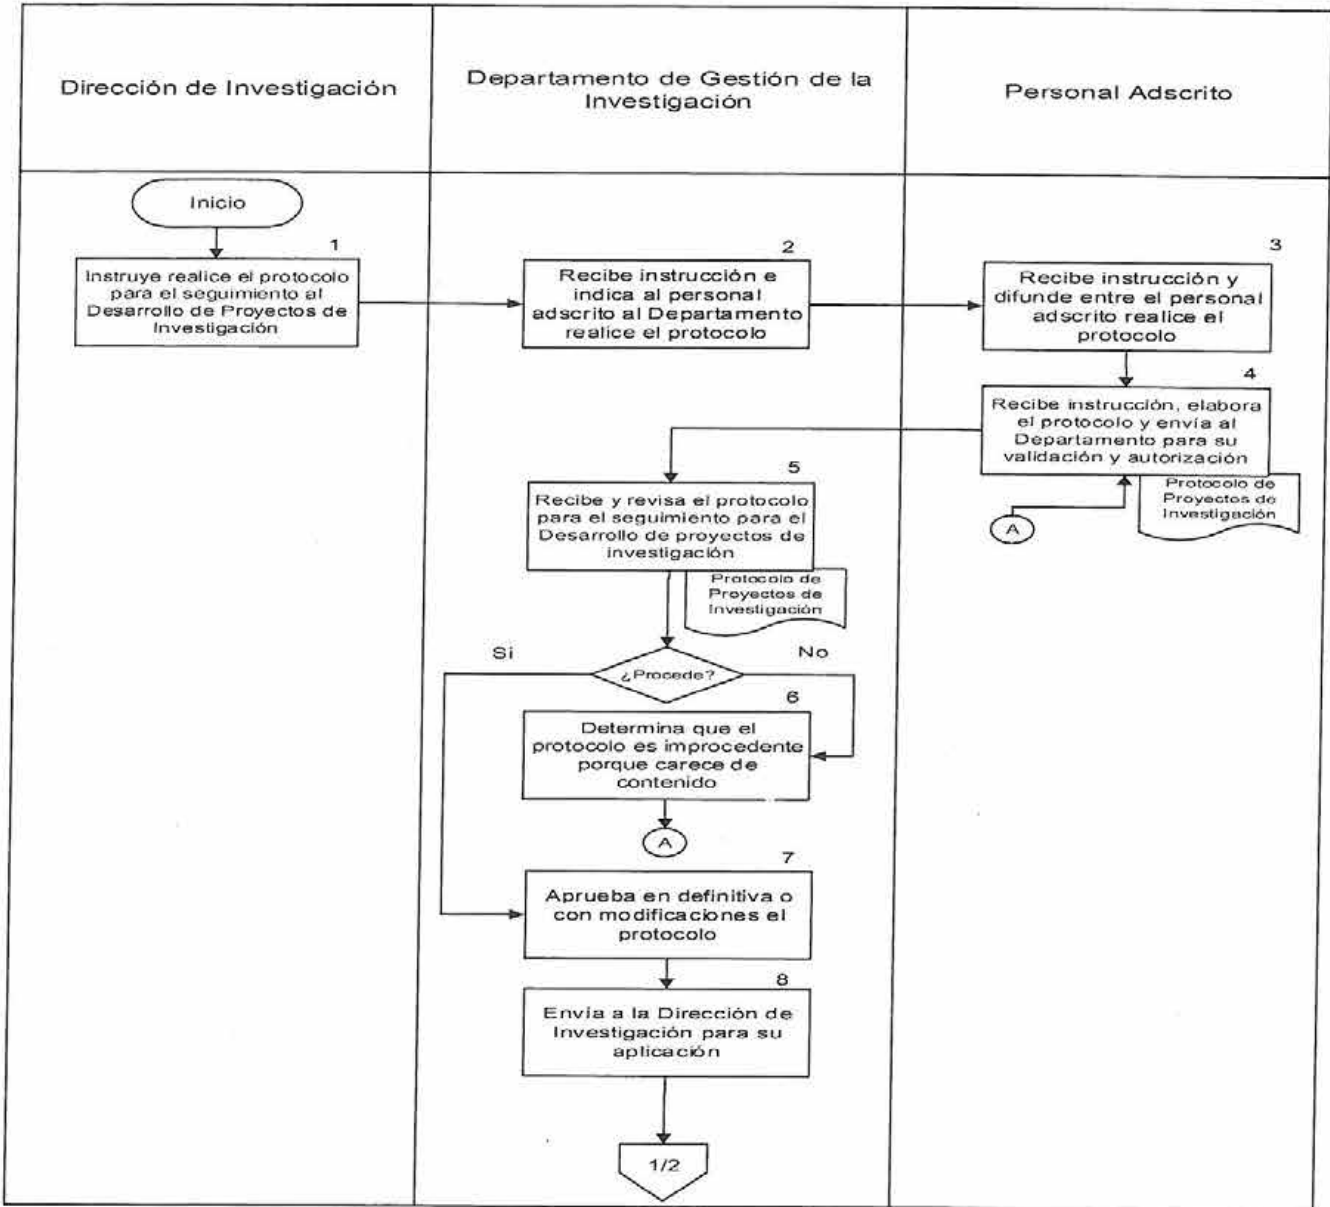 Dirección de Investigación
Departamento de Gestión de la
Investigación
Personal Adscrito
Inicio
1
Instruye realice el protocolo
para el seguimiento al
Desarrollo de Proyectos de
Investigación
2
Recibe instrucción e
indica al personal
adscrito al Departamento
realice el protocolo
3
Recibe instrucción y
difunde entre el personal
adscrito realice el
protocolo
4
Recibe instrucción, elabora
el protocolo y envía al
Departamento para su
validación y autorización
Protocolo de
Proyectos de
Investigación
A
5
Recibe y revisa el protocolo
para el seguimiento para el
Desarrollo de proyectos de
investigación
Protocolo de
Proyectos de
Investigación
Si
¿Procede?
No
6
Determina que el
protocolo es improcedente
porque carece de
contenido
A
7
Aprueba en definitiva o
con modificaciones el
protocolo
8
Envía a la Dirección de
Investigación para su
aplicación
1/2